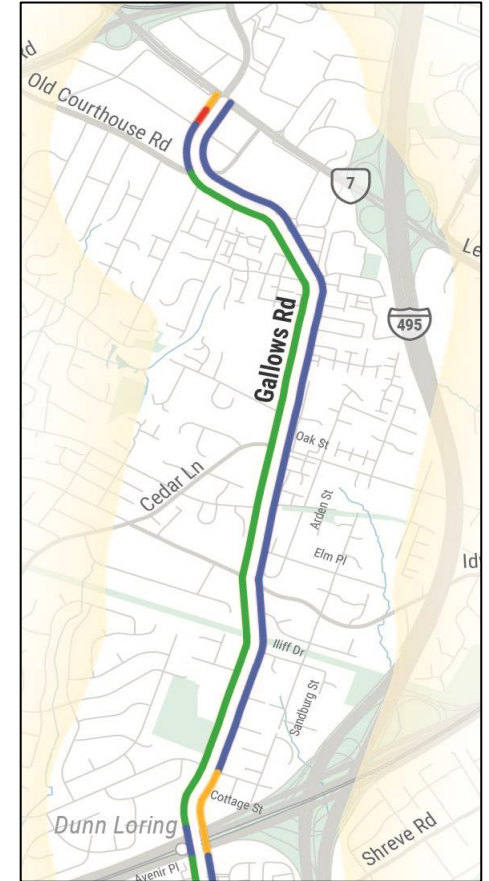 Rd
Old Courthouse Rd
7
Le
495
Gallows Rd
Oak St
Cedar Ln
Arden St
Elm Pl
Id
Iliff Dr
Sandburg St
Cottage St
Dunn Loring
Shreve Rd
Avenir Pl